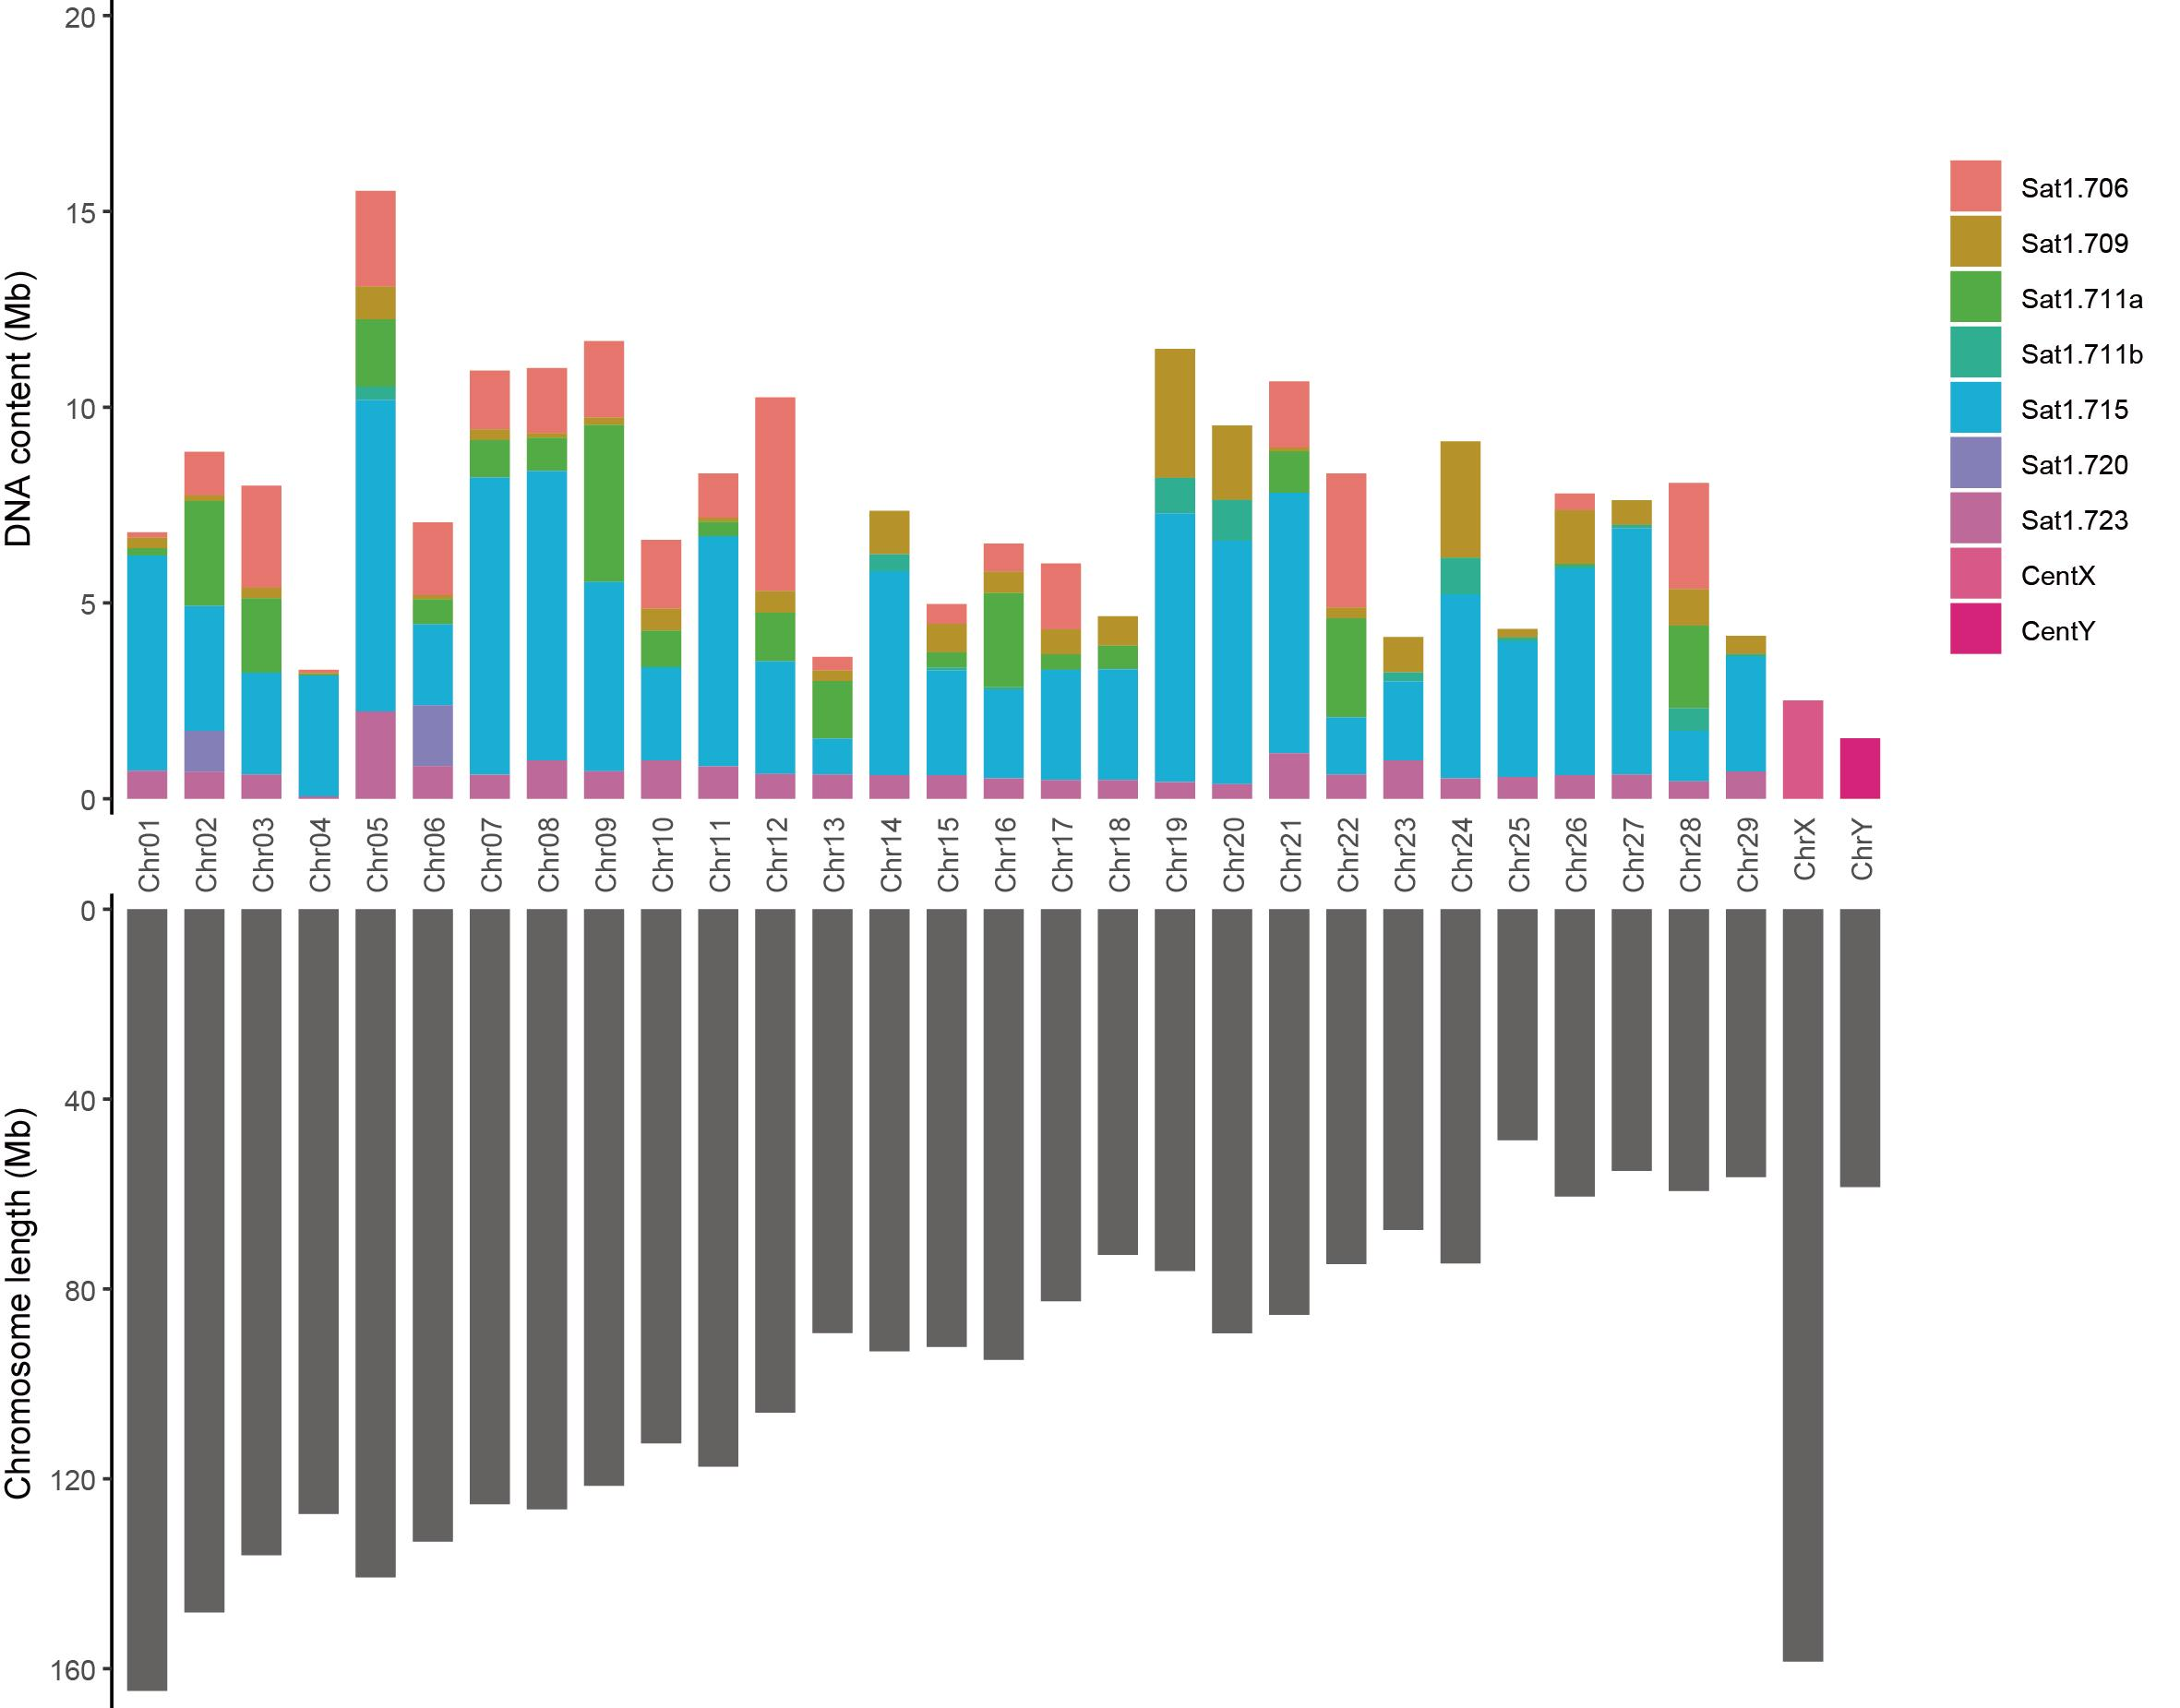 20
15
10
5
0
DNA content (Mb)
Sat1.706
Sat1.709
Sat1.711a
Sat1.711b
Sat1.715
Sat1.720
Sat1.723
CentX
CentY
Chr01
Chr02
Chr03
Chr04
Chr05
Chr06
Chr07
Chr08
Chr09
Chr10
Chr11
Chr12
Chr13
Chr14
Chr15
Chr16
Chr17
Chr18
Chr19
Chr20
Chr21
Chr22
Chr23
Chr24
Chr25
Chr26
Chr27
Chr28
Chr29
ChrX
ChrY
0
40
80
120
160
Chromosome length (Mb)